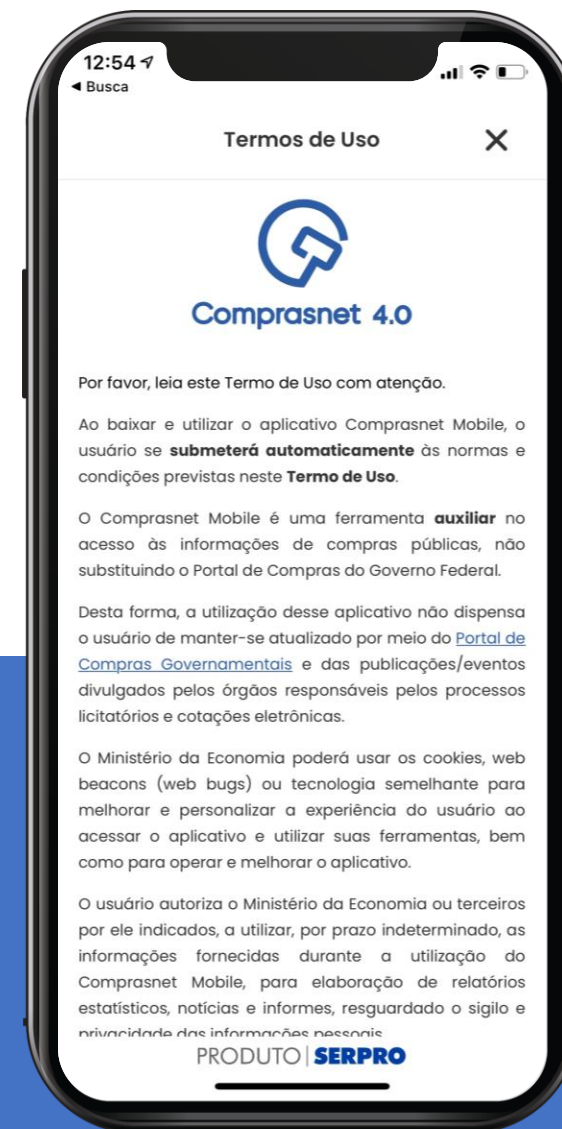 12:54
◀ Busca
Termos de Uso
Comprasnet 4.0
Por favor, leia este Termo de Uso com atenção.
Ao baixar e utilizar o aplicativo Comprasnet Mobile, o
usuário se submeterá automaticamente às normas e
condições previstas neste Termo de Uso.
O Comprasnet Mobile é uma ferramenta auxiliar no
acesso às informações de compras públicas, não
substituindo o Portal de Compras do Governo Federal.
Desta forma, a utilização desse aplicativo não dispensa
o usuário de manter-se atualizado por meio do Portal de
Compras Governamentais e das publicações/eventos
divulgados pelos órgãos responsáveis pelos processos
licitatórios e cotações eletrônicas.
O Ministério da Economia poderá usar os cookies, web
beacons (web bugs) ou tecnologia semelhante para
melhorar e personalizar a experiência do usuário ao
acessar o aplicativo e utilizar suas ferramentas, bem
como para operar e melhorar o aplicativo.
O usuário autoriza o Ministério da Economia ou terceiros
por ele indicados, a utilizar, por prazo indeterminado, as
informações fornecidas durante a utilização do
Comprasnet Mobile, para elaboração de relatórios
estatísticos, notícias e informes, resguardado o sigilo e
privacidade das informações pessoais
PRODUTO | SERPRO